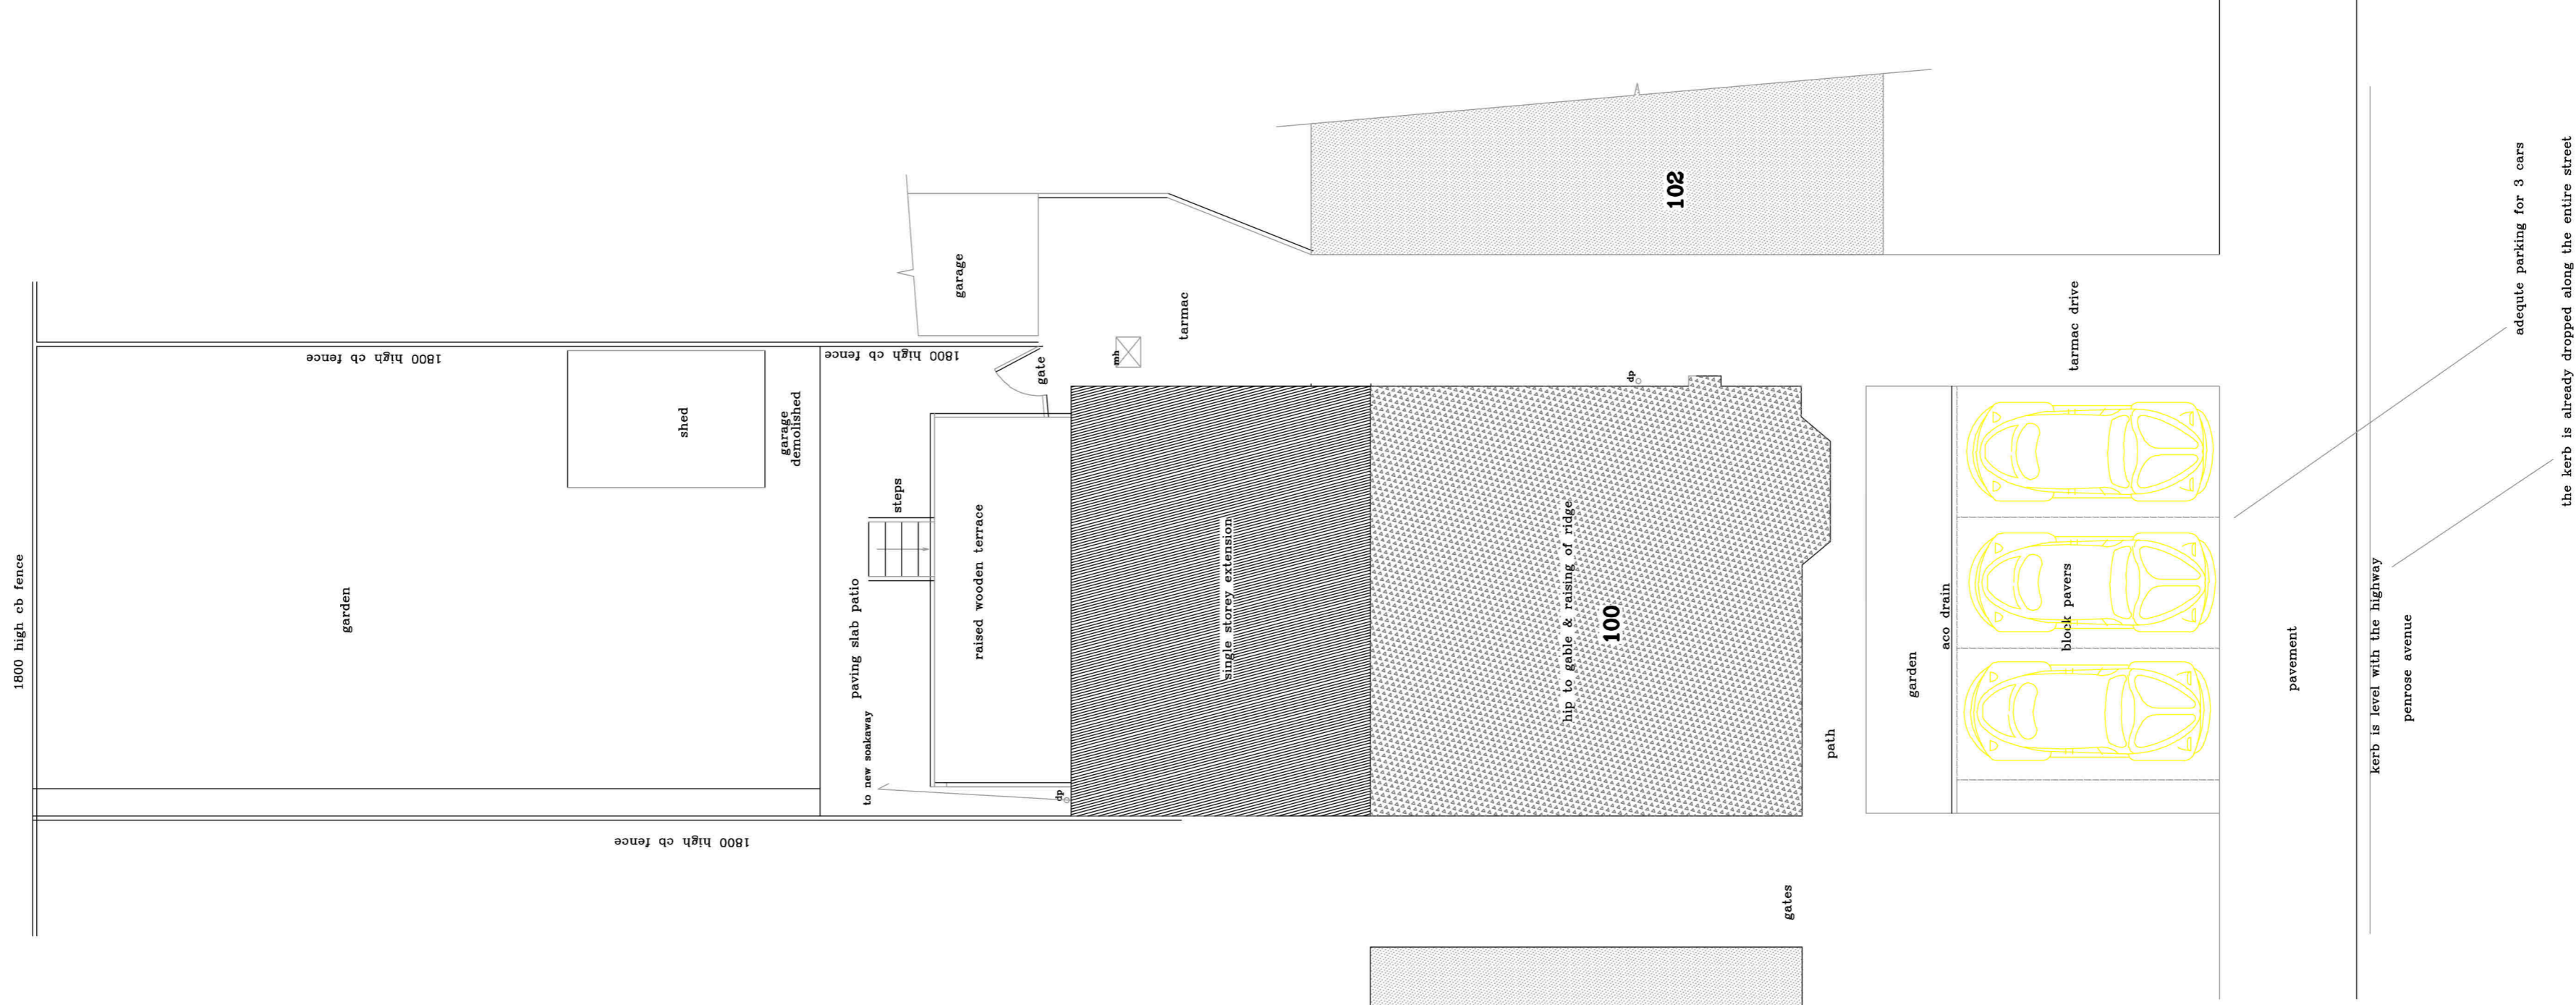 1800 high cb fence
garden
1800 high cb fence
1800 high cb fence
shed
garage
demolished
1800 high cb fence
paving slab patio
to new soakaway
steps
raised wooden terrace
garage
gate
dp
mh
tarmac
single storey extension
hip to gable & raising of ridge
100
dp
102
gates
path
garden
aco drain
block pavers
tarmac drive
pavement
kerb is level with the highway
penrose avenue
adequte parking for 3 cars
the kerb is already dropped along the entire street